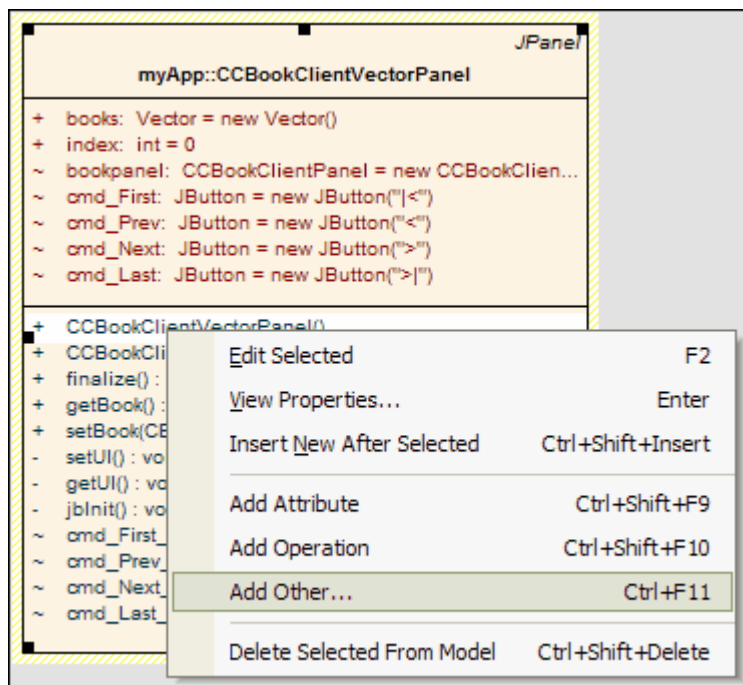 JPanel
myApp::CCBookClientVectorPanel
+ books: Vector = new Vector()
+ index: int = 0
~ bookpanel: CCBookClientPanel = new CCBookClien...
~ cmd_First: JButton = new JButton("|<")
~ cmd_Prev: JButton = new JButton("<")
~ cmd_Next: JButton = new JButton(">")
~ cmd_Last: JButton = new JButton(">|")
+ CCBookClientVectorPanel()
+ CCBookCli
+ finalize() :
+ getBook() :
+ setBook(CB
- setUI() : vo
- getUI() : vo
- jbInit() : vo
~ cmd_First_
~ cmd_Prev_
~ cmd_Next_
~ cmd_Last_
Edit Selected F2
View Properties... Enter
Insert New After Selected Ctrl+Shift+Insert
Add Attribute Ctrl+Shift+F9
Add Operation Ctrl+Shift+F10
Add Other... Ctrl+F11
Delete Selected From Model Ctrl+Shift+Delete